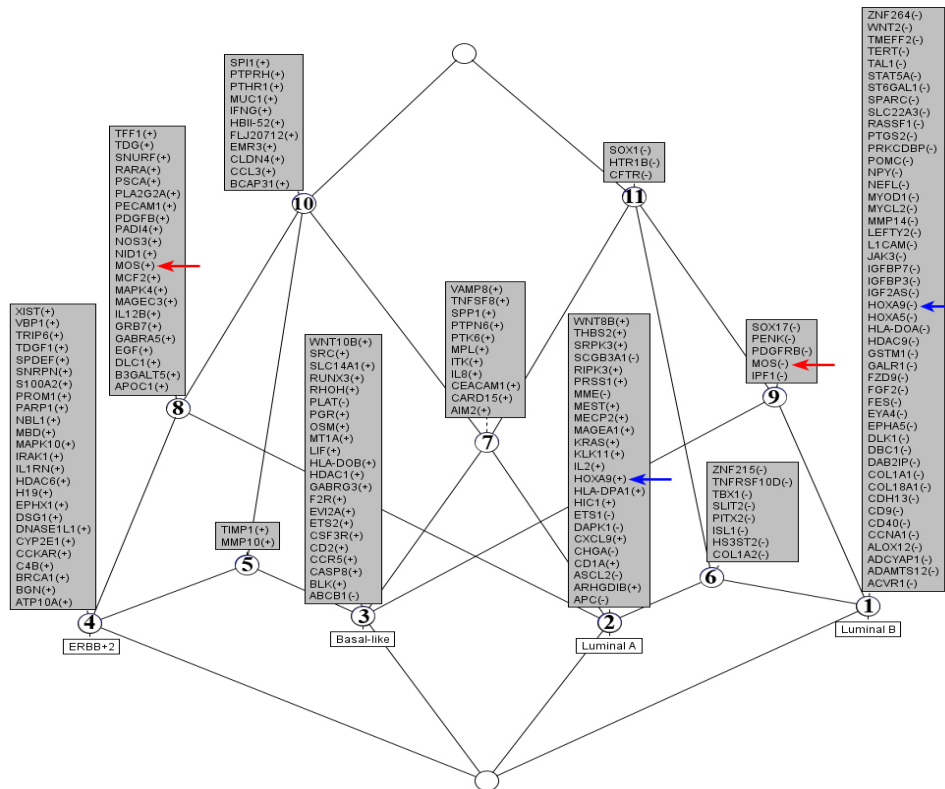 SPI1(+)
PTPRH(+)
PTHR1(+)
MUC1(+)
IFNG(+)
HBII-52(+)
FLJ20712(+)
EMR3(+)
CLDN4(+)
CCL3(+)
BCAP31(+)
10
SOX1(-)
HTR1B(-)
CFTR(-)
11
ZNF264(-)
WNT2(-)
TMEFF2(-)
TERT(-)
TAL1(-)
STAT5A(-)
ST6GAL1(-)
SPARC(-)
SLC22A3(-)
RASSF1(-)
PTGS2(-)
PRKCDBP(-)
POMC(-)
NPY(-)
NEFL(-)
MYOD1(-)
MYCL2(-)
MMP14(-)
LEFTY2(-)
L1CAM(-)
JAK3(-)
IGFBP7(-)
IGFBP3(-)
IGF2AS(-)
HOXA9(-)
HOXA5(-)
HLA-DOA(-)
HDAC9(-)
GSTM1(-)
GALR1(-)
FZD9(-)
FGF2(-)
FES(-)
EYA4(-)
EPHA5(-)
DLK1(-)
DBC1(-)
DAB2IP(-)
COL1A1(-)
COL18A1(-)
CDH13(-)
CD9(-)
CD40(-)
CCNA1(-)
ALOX12(-)
ADCYAP1(-)
ADAMTS12(-)
ACVR1(-)
1
Luminal B
TFF1(+)
TDG(+)
SNURF(+)
RARA(+)
PSCA(+)
PLA2G2A(+)
PECAM1(+)
PDGFB(+)
PADI4(+)
NOS3(+)
NID1(+)
MOS(+)
MCF2(+)
MAPK4(+)
MAGEC3(+)
IL12B(+)
GRB7(+)
GABRA5(+)
EGF(+)
DLC1(+)
B3GALT5(+)
APOC1(+)
8
VAMP8(+)
TNFSF8(+)
SPP1(+)
PTPN6(+)
PTK6(+)
MPL(+)
ITK(+)
IL8(+)
CEACAM1(+)
CARD15(+)
AIM2(+)
7
SOX17(-)
PENK(-)
PDGFRB(-)
MOS(-)
IPF1(-)
9
XIST(+)
VBP1(+)
TRIP6(+)
TDGF1(+)
SPDEF(+)
SNRPN(+)
S100A2(+)
PROM1(+)
PARP1(+)
NBL1(+)
MBD(+)
MAPK10(+)
IRAK1(+)
IL1RN(+)
HDAC6(+)
H19(+)
EPHX1(+)
DSG1(+)
DNASE1L1(+)
CYP2E1(+)
CCKAR(+)
C4B(+)
BRCA1(+)
BGN(+)
ATP10A(+)
4
ERBB+2
TIMP1(+)
MMP10(+)
5
WNT10B(+)
SRC(+)
SLC14A1(+)
RUNX3(+)
RHOH(+)
PLAT(-)
PGR(+)
OSM(+)
MT1A(+)
LIF(+)
HLA-DOB(+)
HDAC1(+)
GABRG3(+)
F2R(+)
EVI2A(+)
ETS2(+)
CSF3R(+)
CD2(+)
CCR5(+)
CASP8(+)
BLK(+)
ABCB1(-)
3
Basal-like
WNT8B(+)
THBS2(+)
SRPK3(+)
SCGB3A1(-)
RIPK3(+)
PRSS1(+)
MME(-)
MEST(+)
MECP2(+)
MAGEA1(+)
KRAS(+)
KLK11(+)
IL2(+)
HOXA9(+)
HLA-DPA1(+)
HIC1(+)
ETS1(-)
DAPK1(-)
CXCL9(+)
CHGA(-)
CD1A(+)
ASCL2(-)
ARHGDIB(+)
APC(-)
2
Luminal A
ZNF215(-)
TNFRSF10D(-)
TBX1(-)
SLIT2(-)
PITX2(-)
ISL1(-)
HS3ST2(-)
COL1A2(-)
6